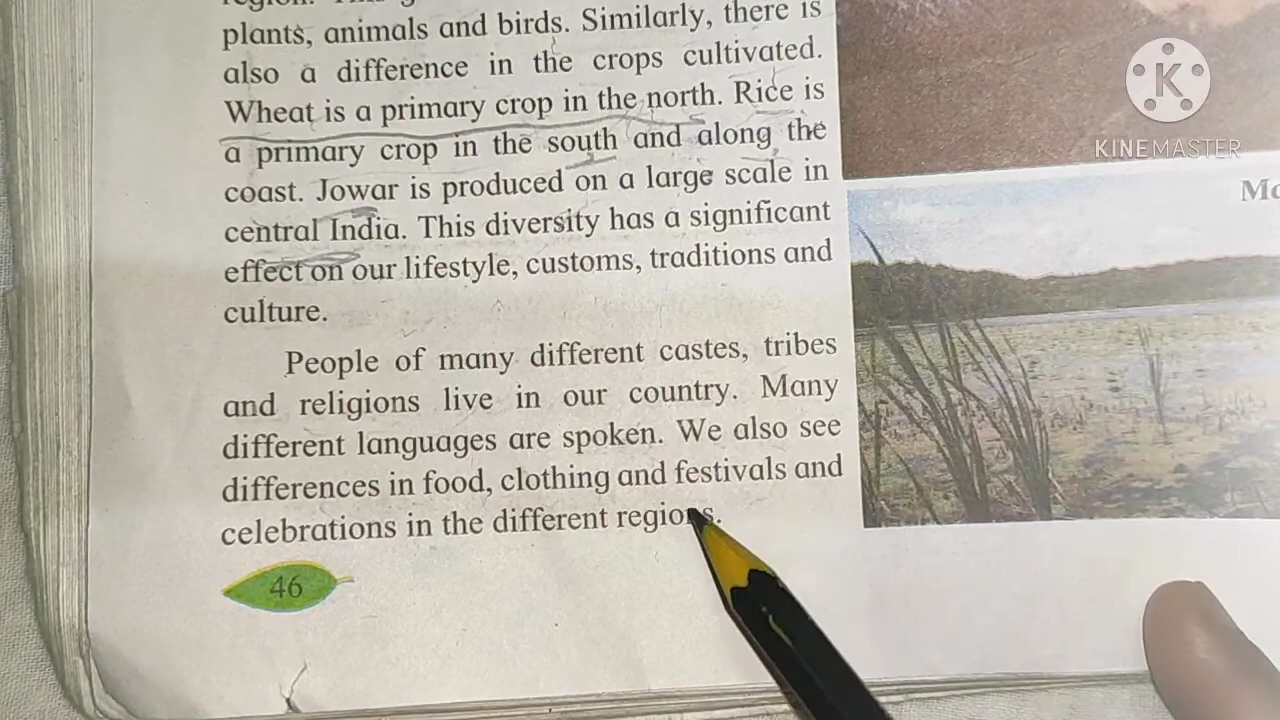 plants, animals and birds. Similarly, there is
also a difference in the crops cultivated.
Wheat is a primary crop in the north. Rice is
a primary crop in the south and along the
coast. Jowar is produced on a large scale in
central India. This diversity has a significant
effect on our lifestyle, customs, traditions and
culture.
People of many different castes, tribes
and religions live in our country. Many
different languages are spoken. We also see
differences in food, clothing and festivals and
celebrations in the different regions.
46
K
KINEMASTER